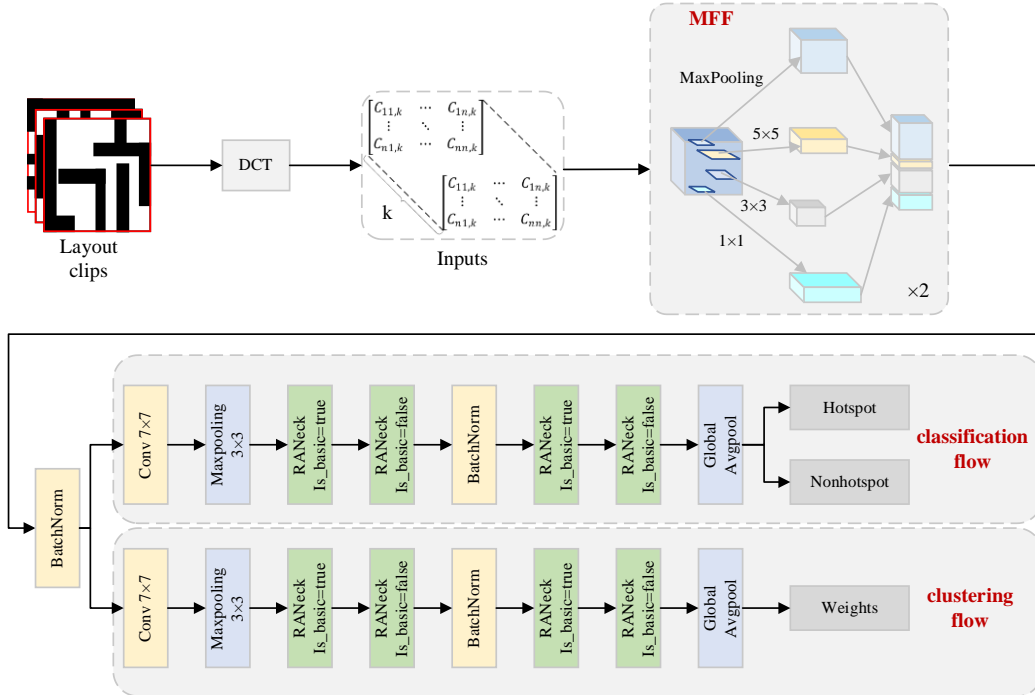 MFF
MaxPooling
5×5
3×3
1×1
×2
Layout
clips
DCT
C11,k ⋯ C1n,k
⋮ ⋱ ⋮
Cn1,k ⋯ Cnn,k
C11,k ⋯ C1n,k
⋮ ⋱ ⋮
Cn1,k ⋯ Cnn,k
k
Inputs
BatchNorm
Conv 7×7
Maxpooling
3×3
RANeck
Is_basic=true
RANeck
Is_basic=false
BatchNorm
RANeck
Is_basic=true
RANeck
Is_basic=false
Global
Avgpool
Hotspot
Nonhotspot
classification
flow
Conv 7×7
Maxpooling
3×3
RANeck
Is_basic=true
RANeck
Is_basic=false
BatchNorm
RANeck
Is_basic=true
RANeck
Is_basic=false
Global
Avgpool
Weights
clustering
flow